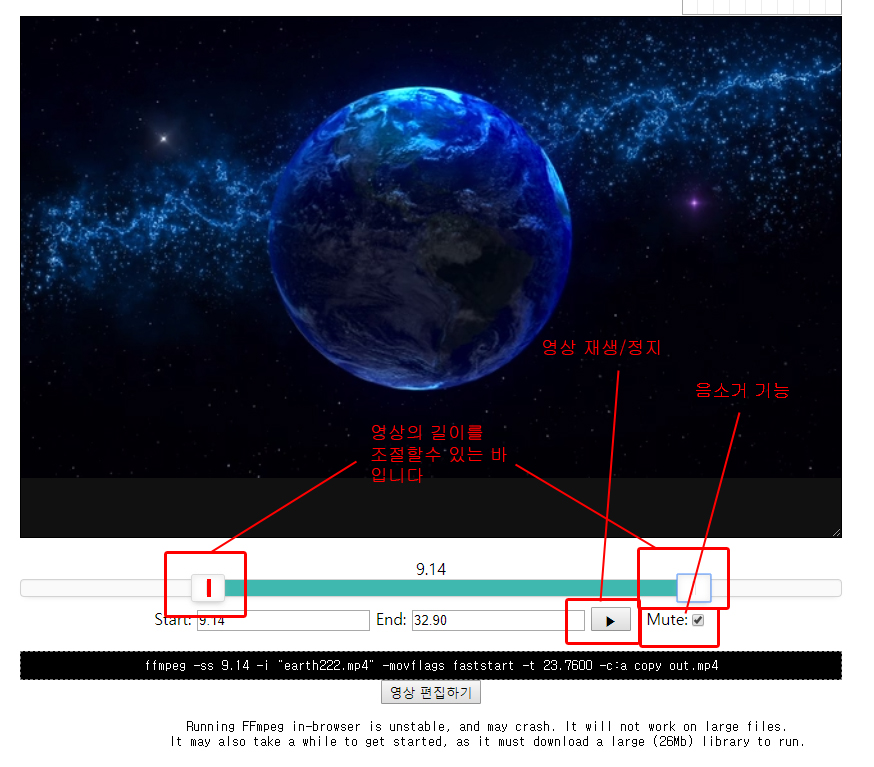 영상 재생/정지
음소거 기능
영상의 길이를
조절할수 있는 바
입니다
9.14
Start: 9.14 End: 32.90 Mute:
ffmpeg -ss 9.14 -i "earth222.mp4" -movflags faststart -t 23.7600 -c:a copy out.mp4
영상 편집하기
Running FFmpeg in-browser is unstable, and may crash. It will not work on large files.
It may also take a while to get started, as it must download a large (26Mb) library to run.